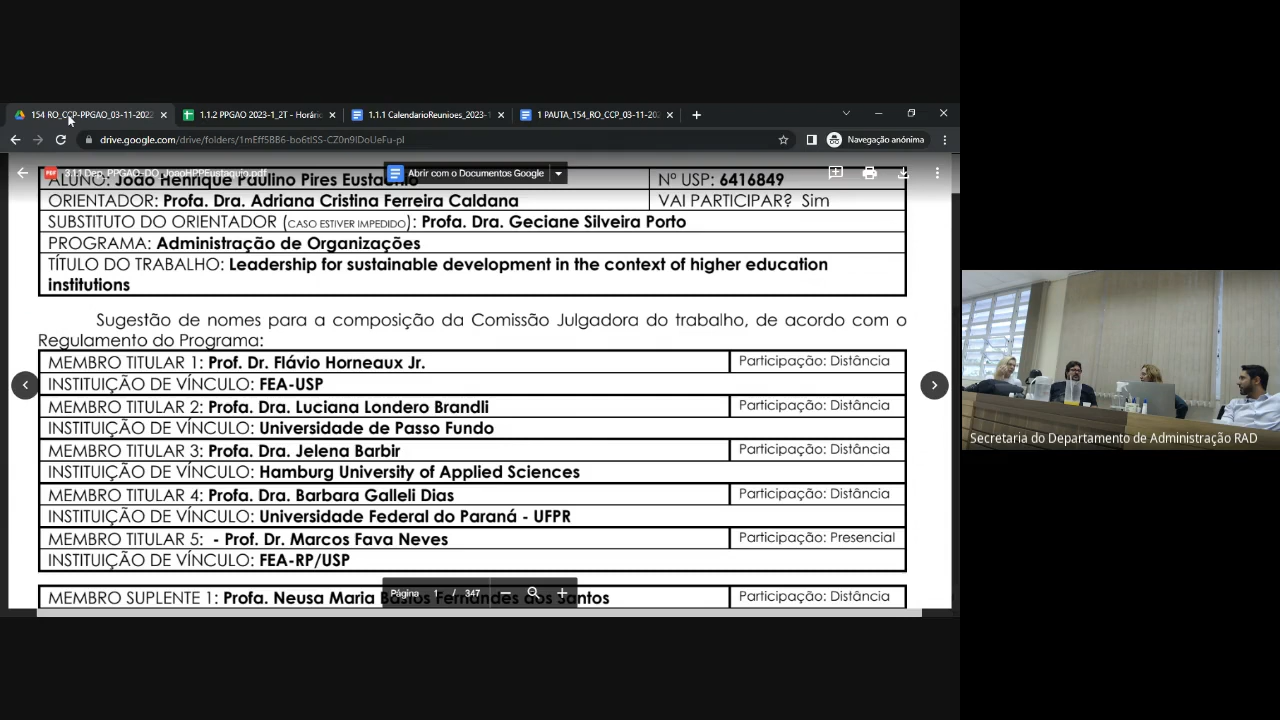 154 RO_CCP-PPGAO_03-11-2022
1.1.2 PPGAO 2023-1_2T - Horári
1.1.1 CalendarioReunioes_2023-1
1 PAUTA_154_RO_CCP_03-11-202
drive.google.com/drive/folders/
Navegação anónima
Abrir com o Documentos Google
ALUNO: João Henrique Paulino Pires Eustáquio
Nº USP: 6416849
ORIENTADOR: Profa. Dra. Adriana Cristina Ferreira Caldana
VAI PARTICIPAR? Sim
SUBSTITUTO DO ORIENTADOR (CASO ESTIVER IMPEDIDO): Profa. Dra. Geciane Silveira Porto
PROGRAMA: Administração de Organizações
TÍTULO DO TRABALHO: Leadership for sustainable development in the context of higher education
institutions
Sugestão de nomes para a composição da Comissão Julgadora do trabalho, de acordo com o
Regulamento do Programa:
MEMBRO TITULAR 1: Prof. Dr. Flávio Horneaux Jr.
Participação: Distância
INSTITUIÇÃO DE VÍNCULO: FEA-USP
MEMBRO TITULAR 2: Profa. Dra. Luciana Londero Brandli
Participação: Distância
INSTITUIÇÃO DE VÍNCULO: Universidade de Passo Fundo
MEMBRO TITULAR 3: Profa. Dra. Jelena Barbir
Participação: Distância
INSTITUIÇÃO DE VÍNCULO: Hamburg University of Applied Sciences
MEMBRO TITULAR 4: Profa. Dra. Barbara Galleli Dias
Participação: Distância
INSTITUIÇÃO DE VÍNCULO: Universidade Federal do Paraná - UFPR
MEMBRO TITULAR 5: - Prof. Dr. Marcos Fava Neves
Participação: Presencial
INSTITUIÇÃO DE VÍNCULO: FEA-RP/USP
Página 1 / 347
MEMBRO SUPLENTE 1: Profa. Neusa Maria Bastos Fernandes dos Santos
Participação: Distância
Secretaria do Departamento de Administração RAD